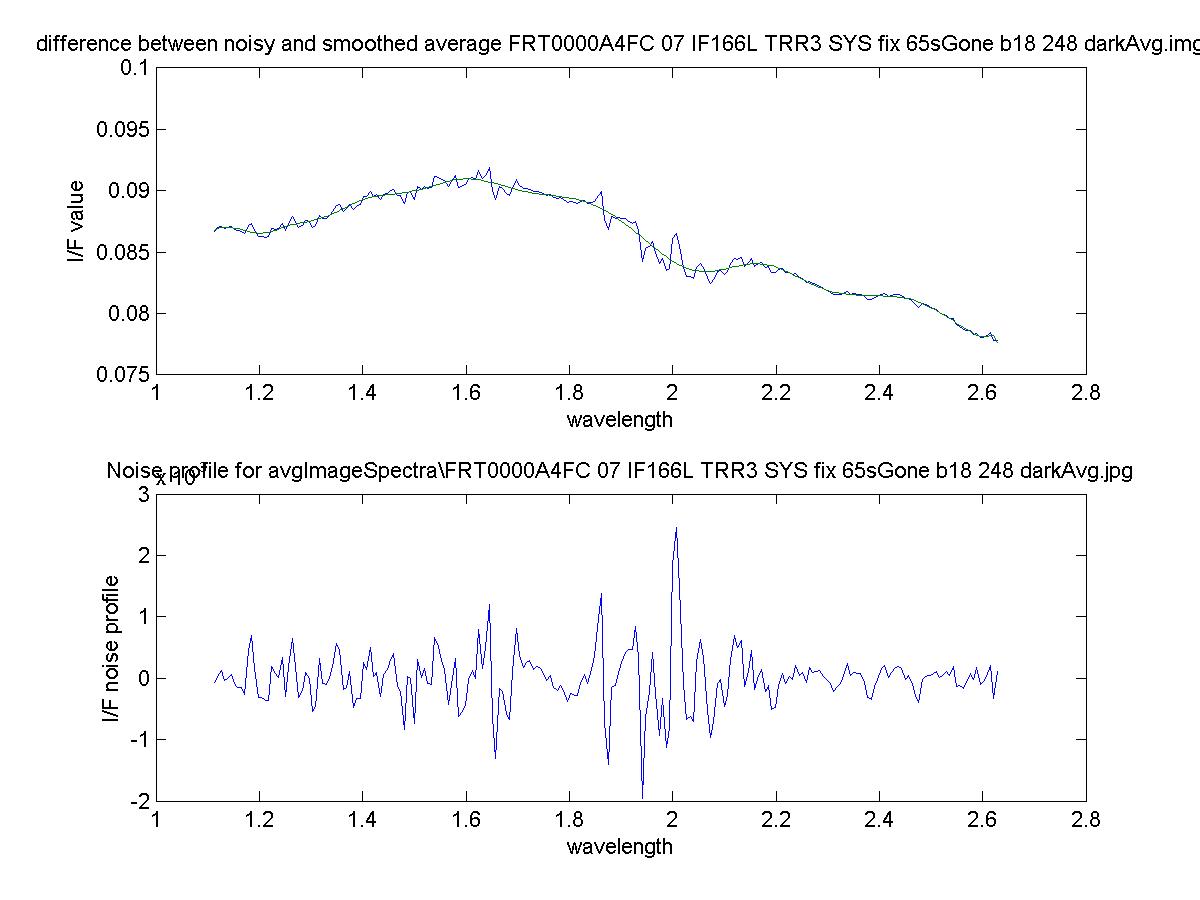 difference between noisy and smoothed average FRT0000A4FC 07 IF166L TRR3 SYS fix 65sGone b18 248 darkAvg.img
0.1
0.095
0.09
0.085
0.08
0.075
I/F value
1 1.2 1.4 1.6 1.8 2 2.2 2.4 2.6 2.8
wavelength
Noise profile for avgImageSpectra\FRT0000A4FC 07 IF166L TRR3 SYS fix 65sGone b18 248 darkAvg.jpg
x 10
3
2
1
0
-1
-2
I/F noise profile
1 1.2 1.4 1.6 1.8 2 2.2 2.4 2.6 2.8
wavelength